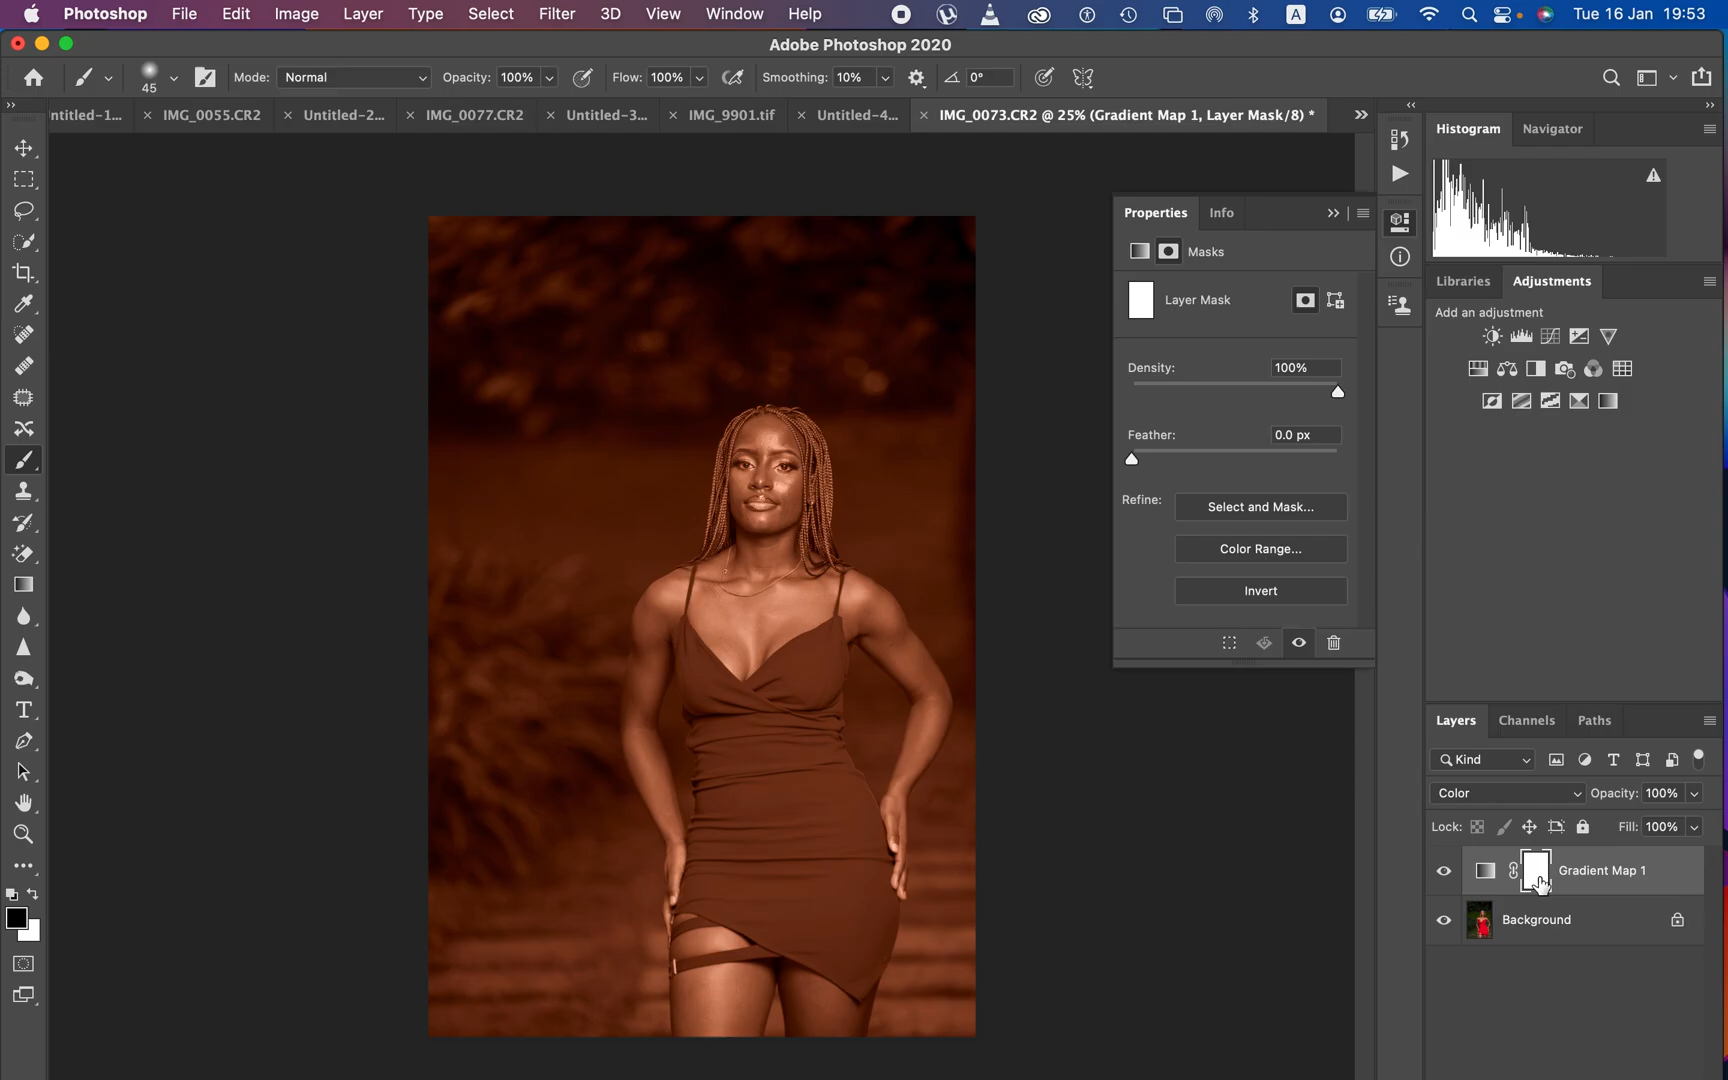 Photoshop File Edit Image Layer Type Select Filter 3D View Window Help A Tue 16 Jan 19:53
Adobe Photoshop 2020
45 Mode: Normal Opacity: 100% Flow: 100% Smoothing: 10% 0°
ntitled-1... × IMG_0055.CR2 × Untitled-2... × IMG_0077.CR2 × Untitled-3... × IMG_9901.tif × Untitled-4... × IMG_0073.CR2 @ 25% (Gradient Map 1, Layer Mask/8) *
Histogram Navigator
Properties Info
Masks
Layer Mask
Density: 100%
Feather: 0.0 px
Refine: Select and Mask...
Color Range...
Invert
Libraries Adjustments
Add an adjustment
Layers Channels Paths
Kind
Color Opacity: 100%
Lock: Fill: 100%
Gradient Map 1
Background